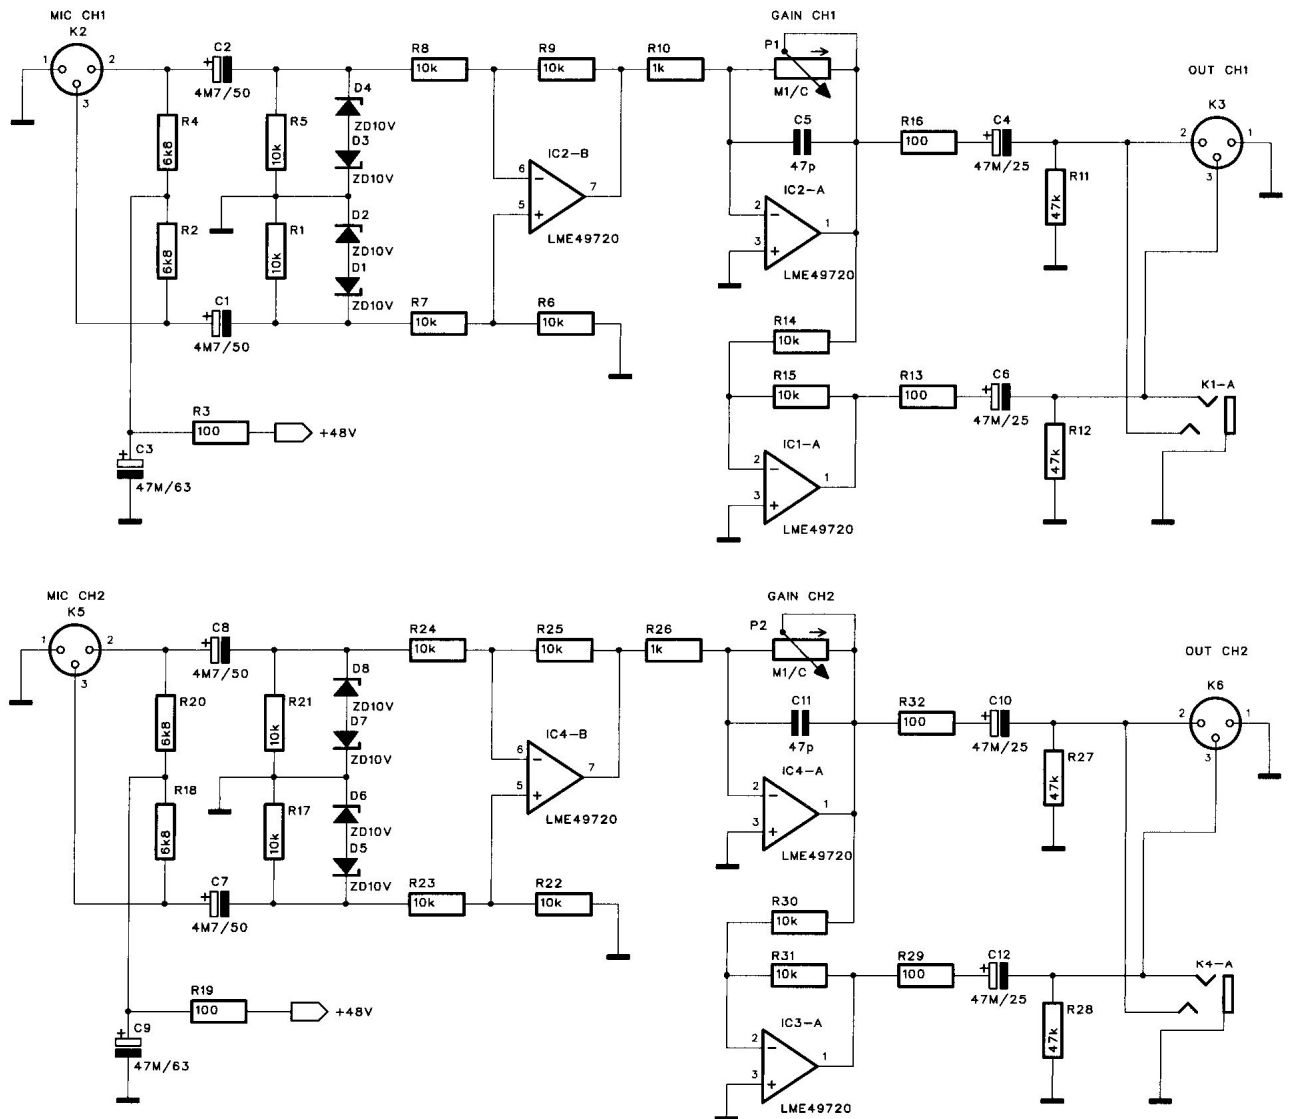 MIC CH1
K2
1
2
3
C2
4M7/50
R4
6k8
R5
10k
D4
ZD10V
D3
ZD10V
R2
6k8
R1
10k
D2
ZD10V
D1
ZD10V
C1
4M7/50
R3
100
+48V
C3
47M/63
R8
10k
R9
10k
R10
1k
IC2-B
6
5
7
LME49720
R7
10k
R6
10k
GAIN CH1
P1
M1/C
C5
47p
IC2-A
2
3
1
LME49720
R14
10k
R15
10k
IC1-A
2
3
1
LME49720
R16
100
C4
47M/25
R11
47k
OUT CH1
K3
2
1
3
R13
100
C6
47M/25
R12
47k
K1-A
MIC CH2
K5
1
2
3
C8
4M7/50
R20
6k8
R21
10k
D8
ZD10V
D7
ZD10V
R18
6k8
R17
10k
D6
ZD10V
D5
ZD10V
C7
4M7/50
R19
100
+48V
C9
47M/63
R24
10k
R25
10k
R26
1k
IC4-B
6
5
7
LME49720
R23
10k
R22
10k
GAIN CH2
P2
M1/C
C11
47p
IC4-A
2
3
1
LME49720
R30
10k
R31
10k
IC3-A
2
3
1
LME49720
R32
100
C10
47M/25
R27
47k
OUT CH2
K6
2
1
3
R29
100
C12
47M/25
R28
47k
K4-A